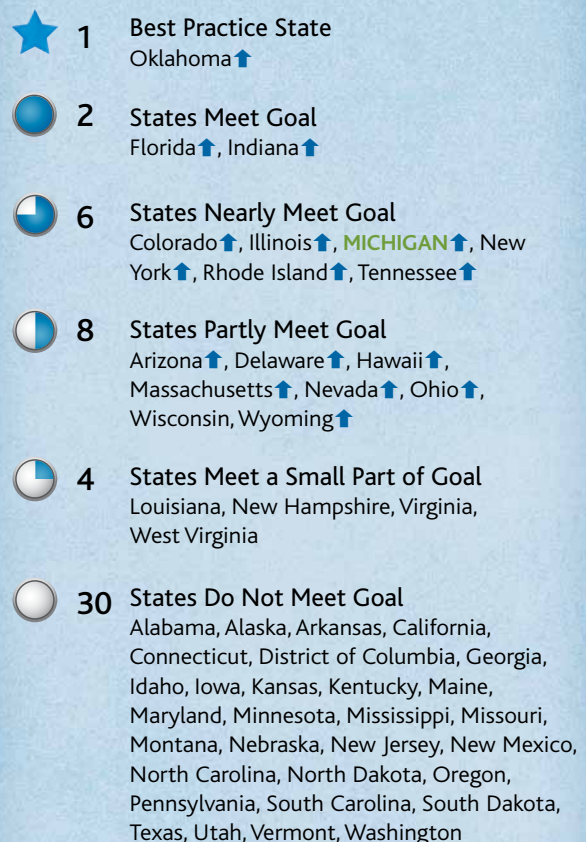 1 Best Practice State
Oklahoma⬆
2 States Meet Goal
Florida⬆, Indiana⬆
6 States Nearly Meet Goal
Colorado⬆, Illinois⬆, MICHIGAN⬆, New
York⬆, Rhode Island⬆, Tennessee⬆
8 States Partly Meet Goal
Arizona⬆, Delaware⬆, Hawaii⬆,
Massachusetts⬆, Nevada⬆, Ohio⬆,
Wisconsin, Wyoming⬆
4 States Meet a Small Part of Goal
Louisiana, New Hampshire, Virginia,
West Virginia
30 States Do Not Meet Goal
Alabama, Alaska, Arkansas, California,
Connecticut, District of Columbia, Georgia,
Idaho, Iowa, Kansas, Kentucky, Maine,
Maryland, Minnesota, Mississippi, Missouri,
Montana, Nebraska, New Jersey, New Mexico,
North Carolina, North Dakota, Oregon,
Pennsylvania, South Carolina, South Dakota,
Texas, Utah, Vermont, Washington